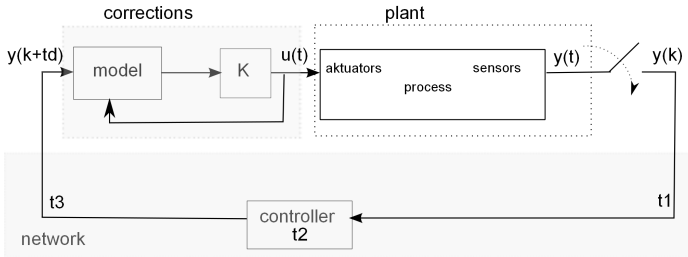 corrections
plant
y(k+td)
model
K
u(t)
aktuators
sensors
process
y(t)
y(k)
t3
controller
t2
t1
network